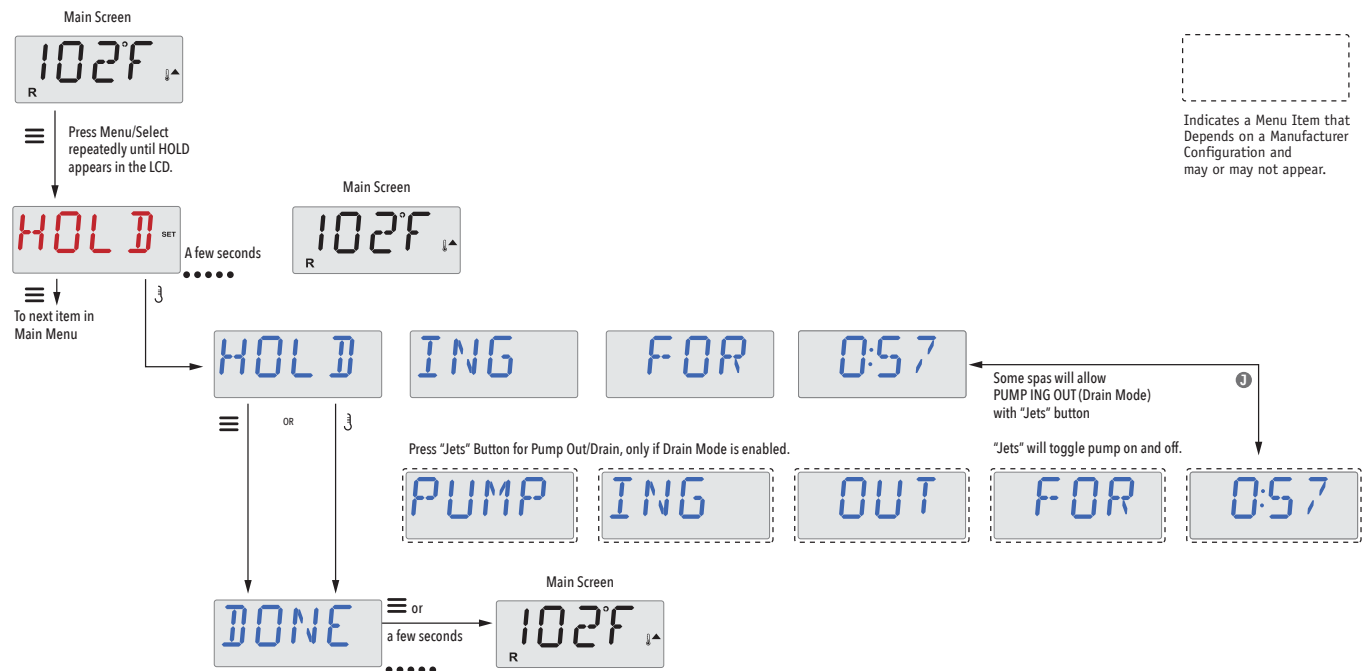 Main Screen
102°F
R
Press Menu/Select
repeatedly until HOLD
appears in the LCD.
Indicates a Menu Item that
Depends on a Manufacturer
Configuration and
may or may not appear.
Main Screen
HOLD SET
A few seconds
102°F
R
To next item in
Main Menu
HOLD
ING
FOR
0:57
Some spas will allow
PUMP ING OUT (Drain Mode)
with "Jets" button
J
OR
Press "Jets" Button for Pump Out/Drain, only if Drain Mode is enabled.
"Jets" will toggle pump on and off.
PUMP
ING
OUT
FOR
0:57
DONE
or
a few seconds
Main Screen
102°F
R